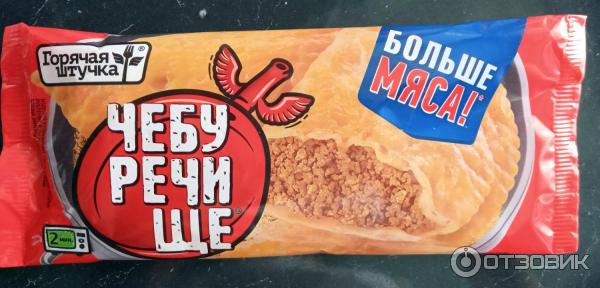 Горячая
штучка®
ЧЕБУ
РЕЧИ
ЩЕ®
БОЛЬШЕ
МЯСА!*
2 мин.
ОТЗОВИК